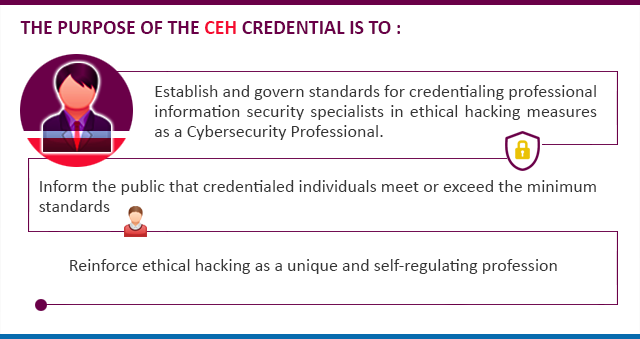 THE PURPOSE OF THE CEH CREDENTIAL IS TO :
Establish and govern standards for credentialing professional
information security specialists in ethical hacking measures
as a Cybersecurity Professional.
Inform the public that credentialed individuals meet or exceed the minimum
standards
Reinforce ethical hacking as a unique and self-regulating profession